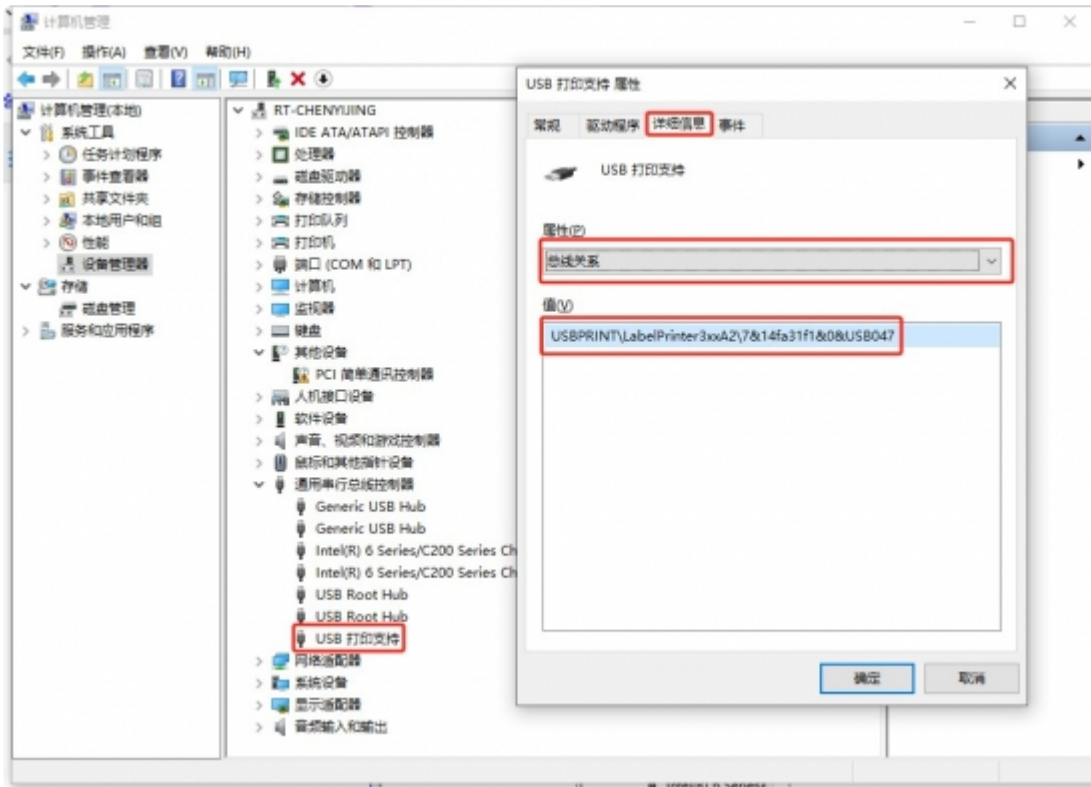 计算机管理
文件(F) 操作(A) 查看(V) 帮助(H)
计算机管理(本地)
系统工具
任务计划程序
事件查看器
共享文件夹
本地用户和组
性能
设备管理器
存储
磁盘管理
服务和应用程序
RT-CHENYIJING
IDE ATA/ATAPI 控制器
处理器
磁盘驱动器
存储控制器
打印队列
打印机
端口 (COM 和 LPT)
计算机
监视器
键盘
其他设备
PCI 简单通讯控制器
人机接口设备
软件设备
声音、视频和游戏控制器
鼠标和其他指针设备
通用串行总线控制器
Generic USB Hub
Generic USB Hub
Intel(R) 6 Series/C200 Series Ch
Intel(R) 6 Series/C200 Series Ch
USB Root Hub
USB Root Hub
USB 打印支持
网络适配器
系统设备
显示适配器
音频输入和输出
USB 打印支持 属性
常规 驱动程序 详细信息 事件
USB 打印支持
属性(P)
总线关系
值(V)
USBPRINT\LabelPrinter3xxA2\7&14fa31f1&0&USB047
确定 取消